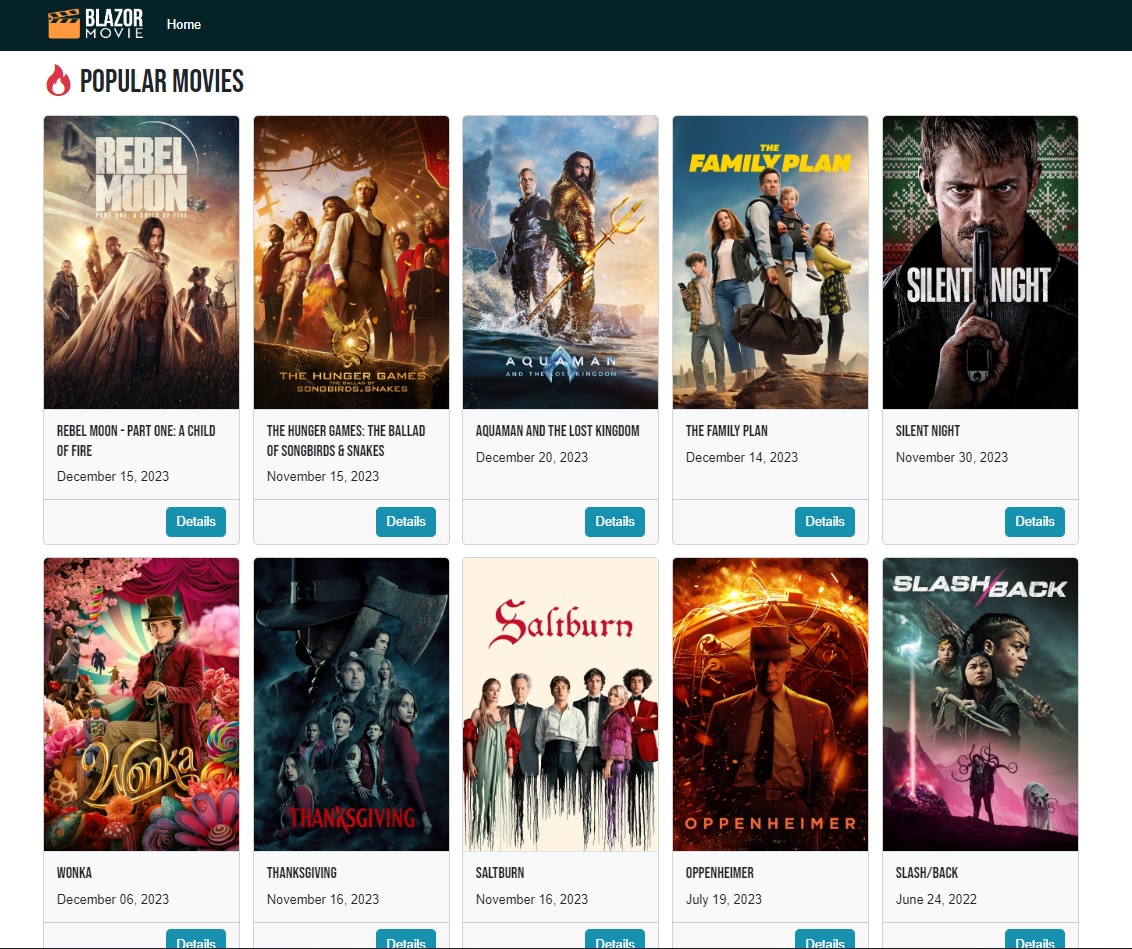 BLAZOR
MOVIE
Home
POPULAR MOVIES
REBEL
MOON
PART ONE: A CHILD OF FIRE
THE HUNGER GAMES
THE BALLAD OF
SONGBIRDS & SNAKES
AQUAMAN
AND THE LOST KINGDOM
THE
FAMILY PLAN
SILENT NIGHT
REBEL MOON - PART ONE: A CHILD
OF FIRE
December 15, 2023
Details
THE HUNGER GAMES: THE BALLAD
OF SONGBIRDS & SNAKES
November 15, 2023
Details
AQUAMAN AND THE LOST KINGDOM
December 20, 2023
Details
THE FAMILY PLAN
December 14, 2023
Details
SILENT NIGHT
November 30, 2023
Details
Wonka
THANKSGIVING
Saltburn
OPPENHEIMER
SLASH/BACK
WONKA
December 06, 2023
Details
THANKSGIVING
November 16, 2023
Details
SALTBURN
November 16, 2023
Details
OPPENHEIMER
July 19, 2023
Details
SLASH/BACK
June 24, 2022
Details